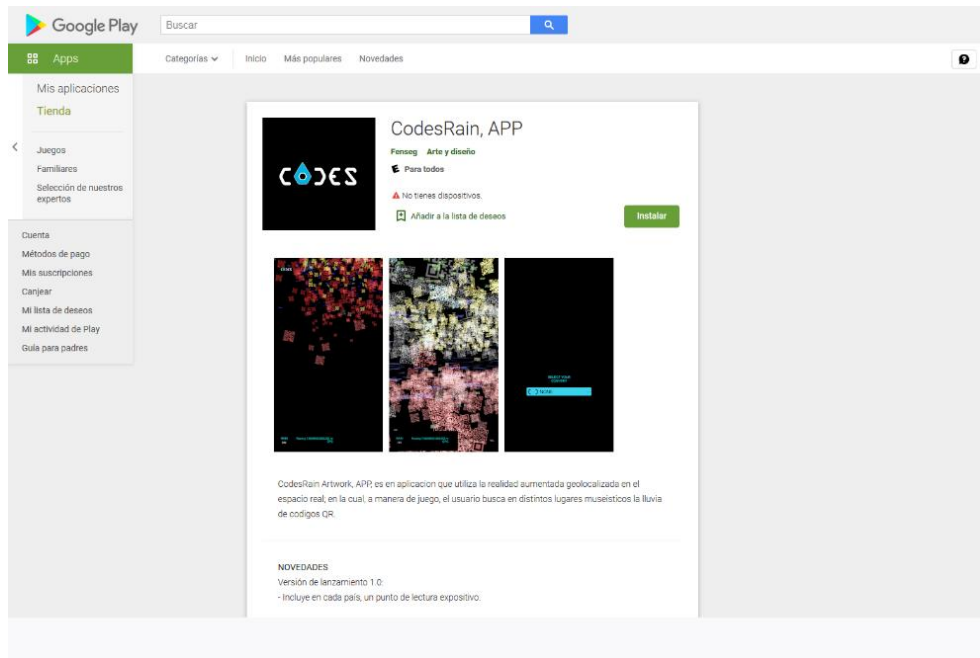 Google Play
Buscar
Apps
Categorías
Inicio
Más populares
Novedades
Mis aplicaciones
Tienda
Juegos
Familiares
Selección de nuestros
expertos
Cuenta
Métodos de pago
Mis suscripciones
Canjear
Mi lista de deseos
Mi actividad de Play
Guía para padres
CODES
CodesRain, APP
Fenseg Arte y diseño
E Para todos
No tienes dispositivos.
Añadir a la lista de deseos
Instalar
SELECT YOUR
CodesRain Artwork, APP, es en aplicacion que utiliza la realidad aumentada geolocalizada en el
espacio real; en la cual, a manera de juego, el usuario busca en distintos lugares museísticos la lluvia
de codigos QR.
NOVEDADES
Versión de lanzamiento 1.0:
- Incluye en cada país, un punto de lectura expositivo.